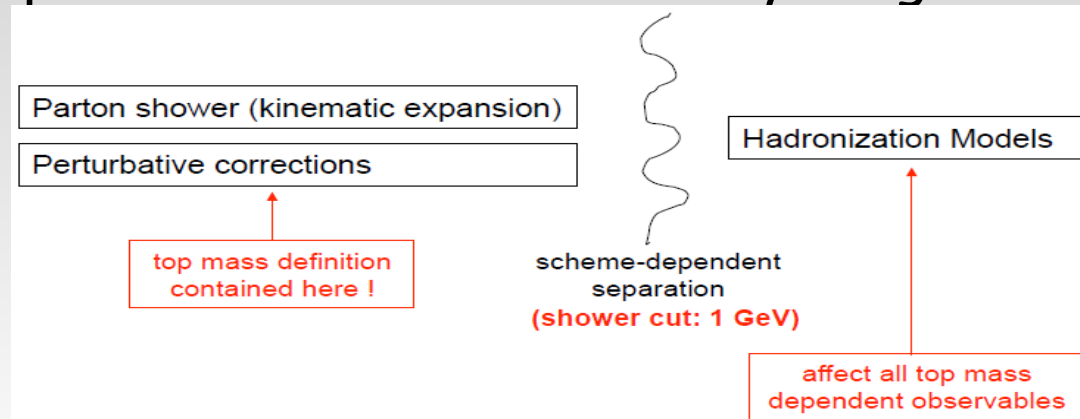 Parton shower (kinematic expansion)
Perturbative corrections
Hadronization Models
top mass definition
contained here !
scheme-dependent
separation
(shower cut: 1 GeV)
affect all top mass
dependent observables